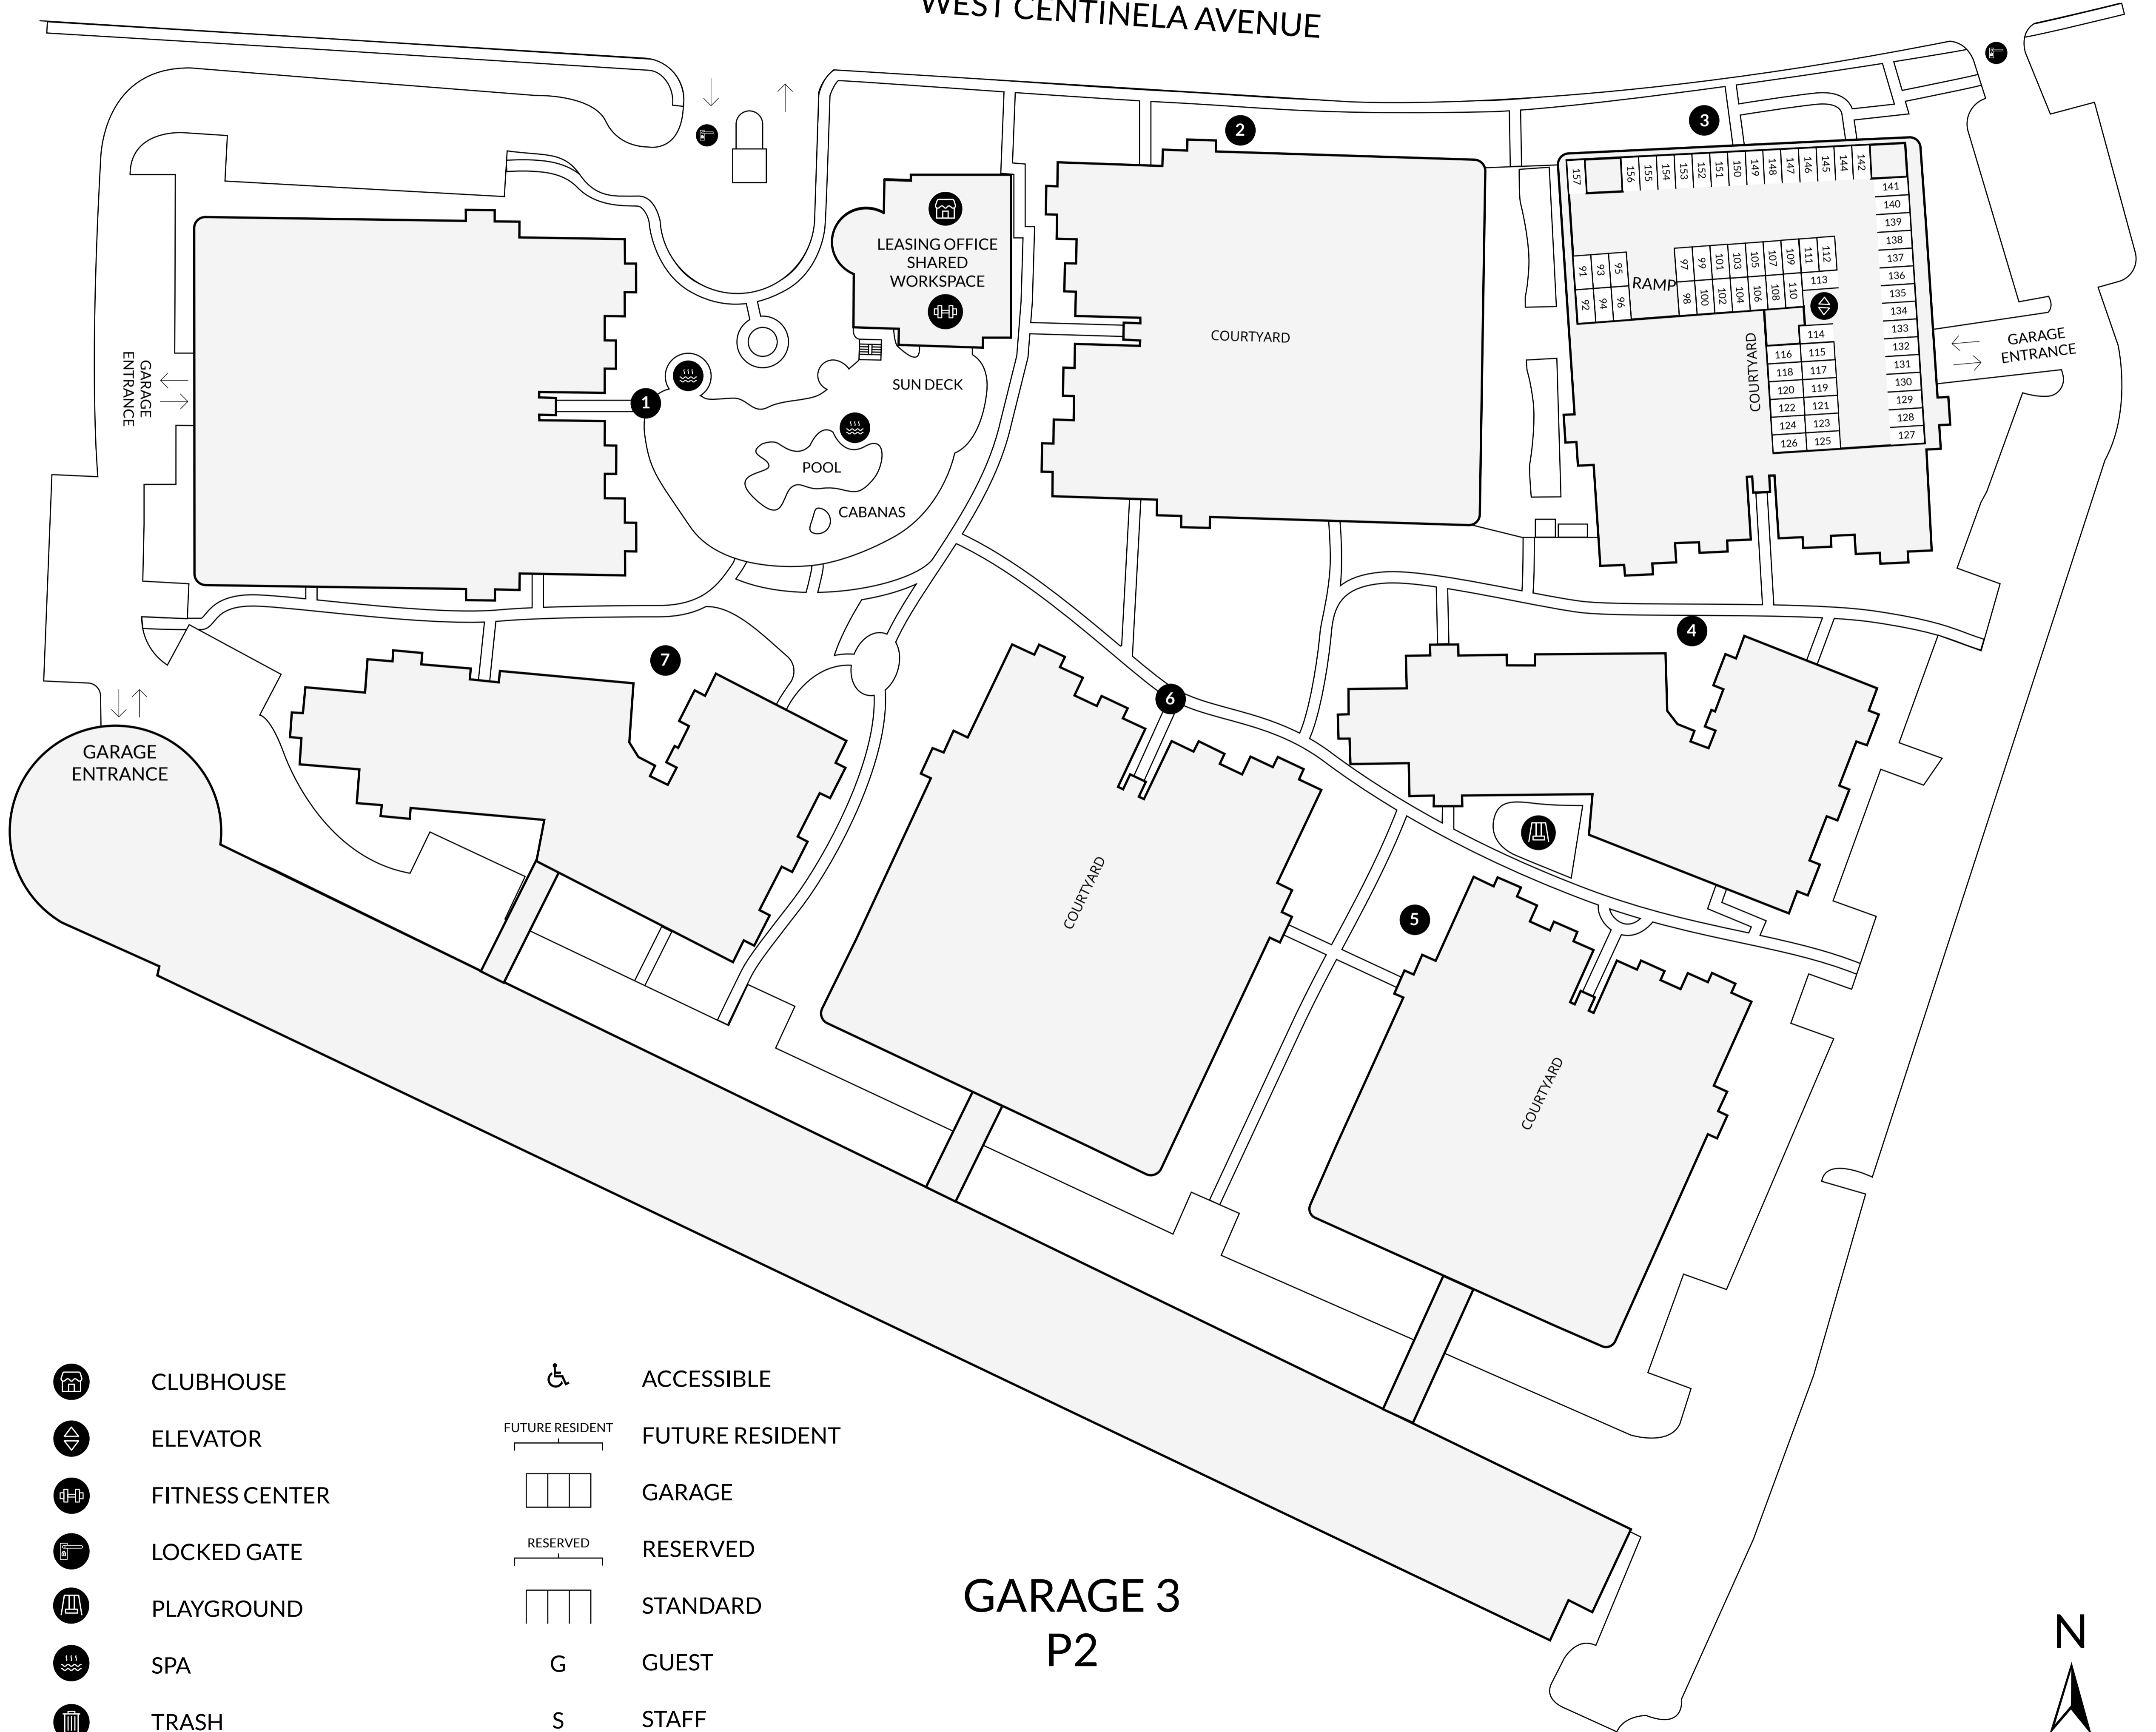 WEST CENTINELA AVENUE
2
3
157
156
155
154
153
152
151
150
149
148
147
146
145
144
142
141
140
139
138
137
136
135
134
133
132
131
130
129
128
127
91
93
95
92
94
96
RAMP
97
99
101
103
105
107
109
111
112
98
100
102
104
106
108
110
113
114
116
115
118
117
120
119
122
121
124
123
126
125
COURTYARD
GARAGE
ENTRANCE
LEASING OFFICE
SHARED
WORKSPACE
COURTYARD
GARAGE
ENTRANCE
SUN DECK
1
POOL
CABANAS
4
7
6
GARAGE
ENTRANCE
COURTYARD
5
COURTYARD
CLUBHOUSE
ELEVATOR
FITNESS CENTER
LOCKED GATE
PLAYGROUND
SPA
TRASH
ACCESSIBLE
FUTURE RESIDENT
FUTURE RESIDENT
GARAGE
RESERVED
RESERVED
STANDARD
G
GUEST
S
STAFF
GARAGE 3
P2
N